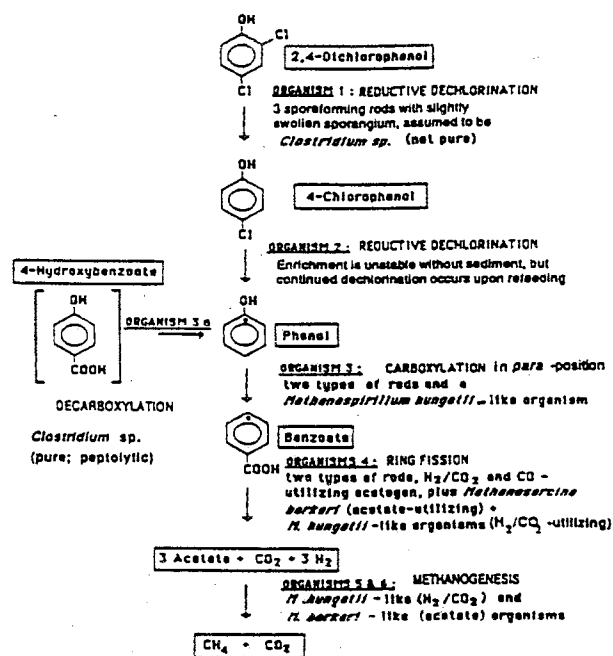 OH
Cl
2,4-Dichlorophenol
Cl
ORGANISM 1 : REDUCTIVE DECHLORINATION
3 sporeforming rods with slightly
swollen sporangium, assumed to be
Clostridium sp. (not pure)
OH
4-Chlorophenol
Cl
ORGANISM 2 : REDUCTIVE DECHLORINATION
Enrichment is unstable without sediment, but
continued dechlorination occurs upon refeeding
4-Hydroxybenzoate
OH
COOH
ORGANISM 3a
OH
Phenol
DECARBOXYLATION
Clostridium sp.
(pure; peptolytic)
ORGANISM 3 : CARBOXYLATION in para -position
two types of rods and a
Methanospirillum hungatii-like organism
Benzoate
COOH
ORGANISMS 4 : RING FISSION
two types of rods, H₂/CO₂ and CO -
utilizing acetogen, plus Methanosarcina
barkeri (acetate-utilizing) +
M. hungatii -like organisms (H₂/CO₂ -utilizing)
3 Acetate + CO₂ + 3 H₂
ORGANISMS 5 & 6 : METHANOGENESIS
M. hungatii - like (H₂/CO₂) and
M. barkeri - like (acetate) organisms
CH₄ + CO₂